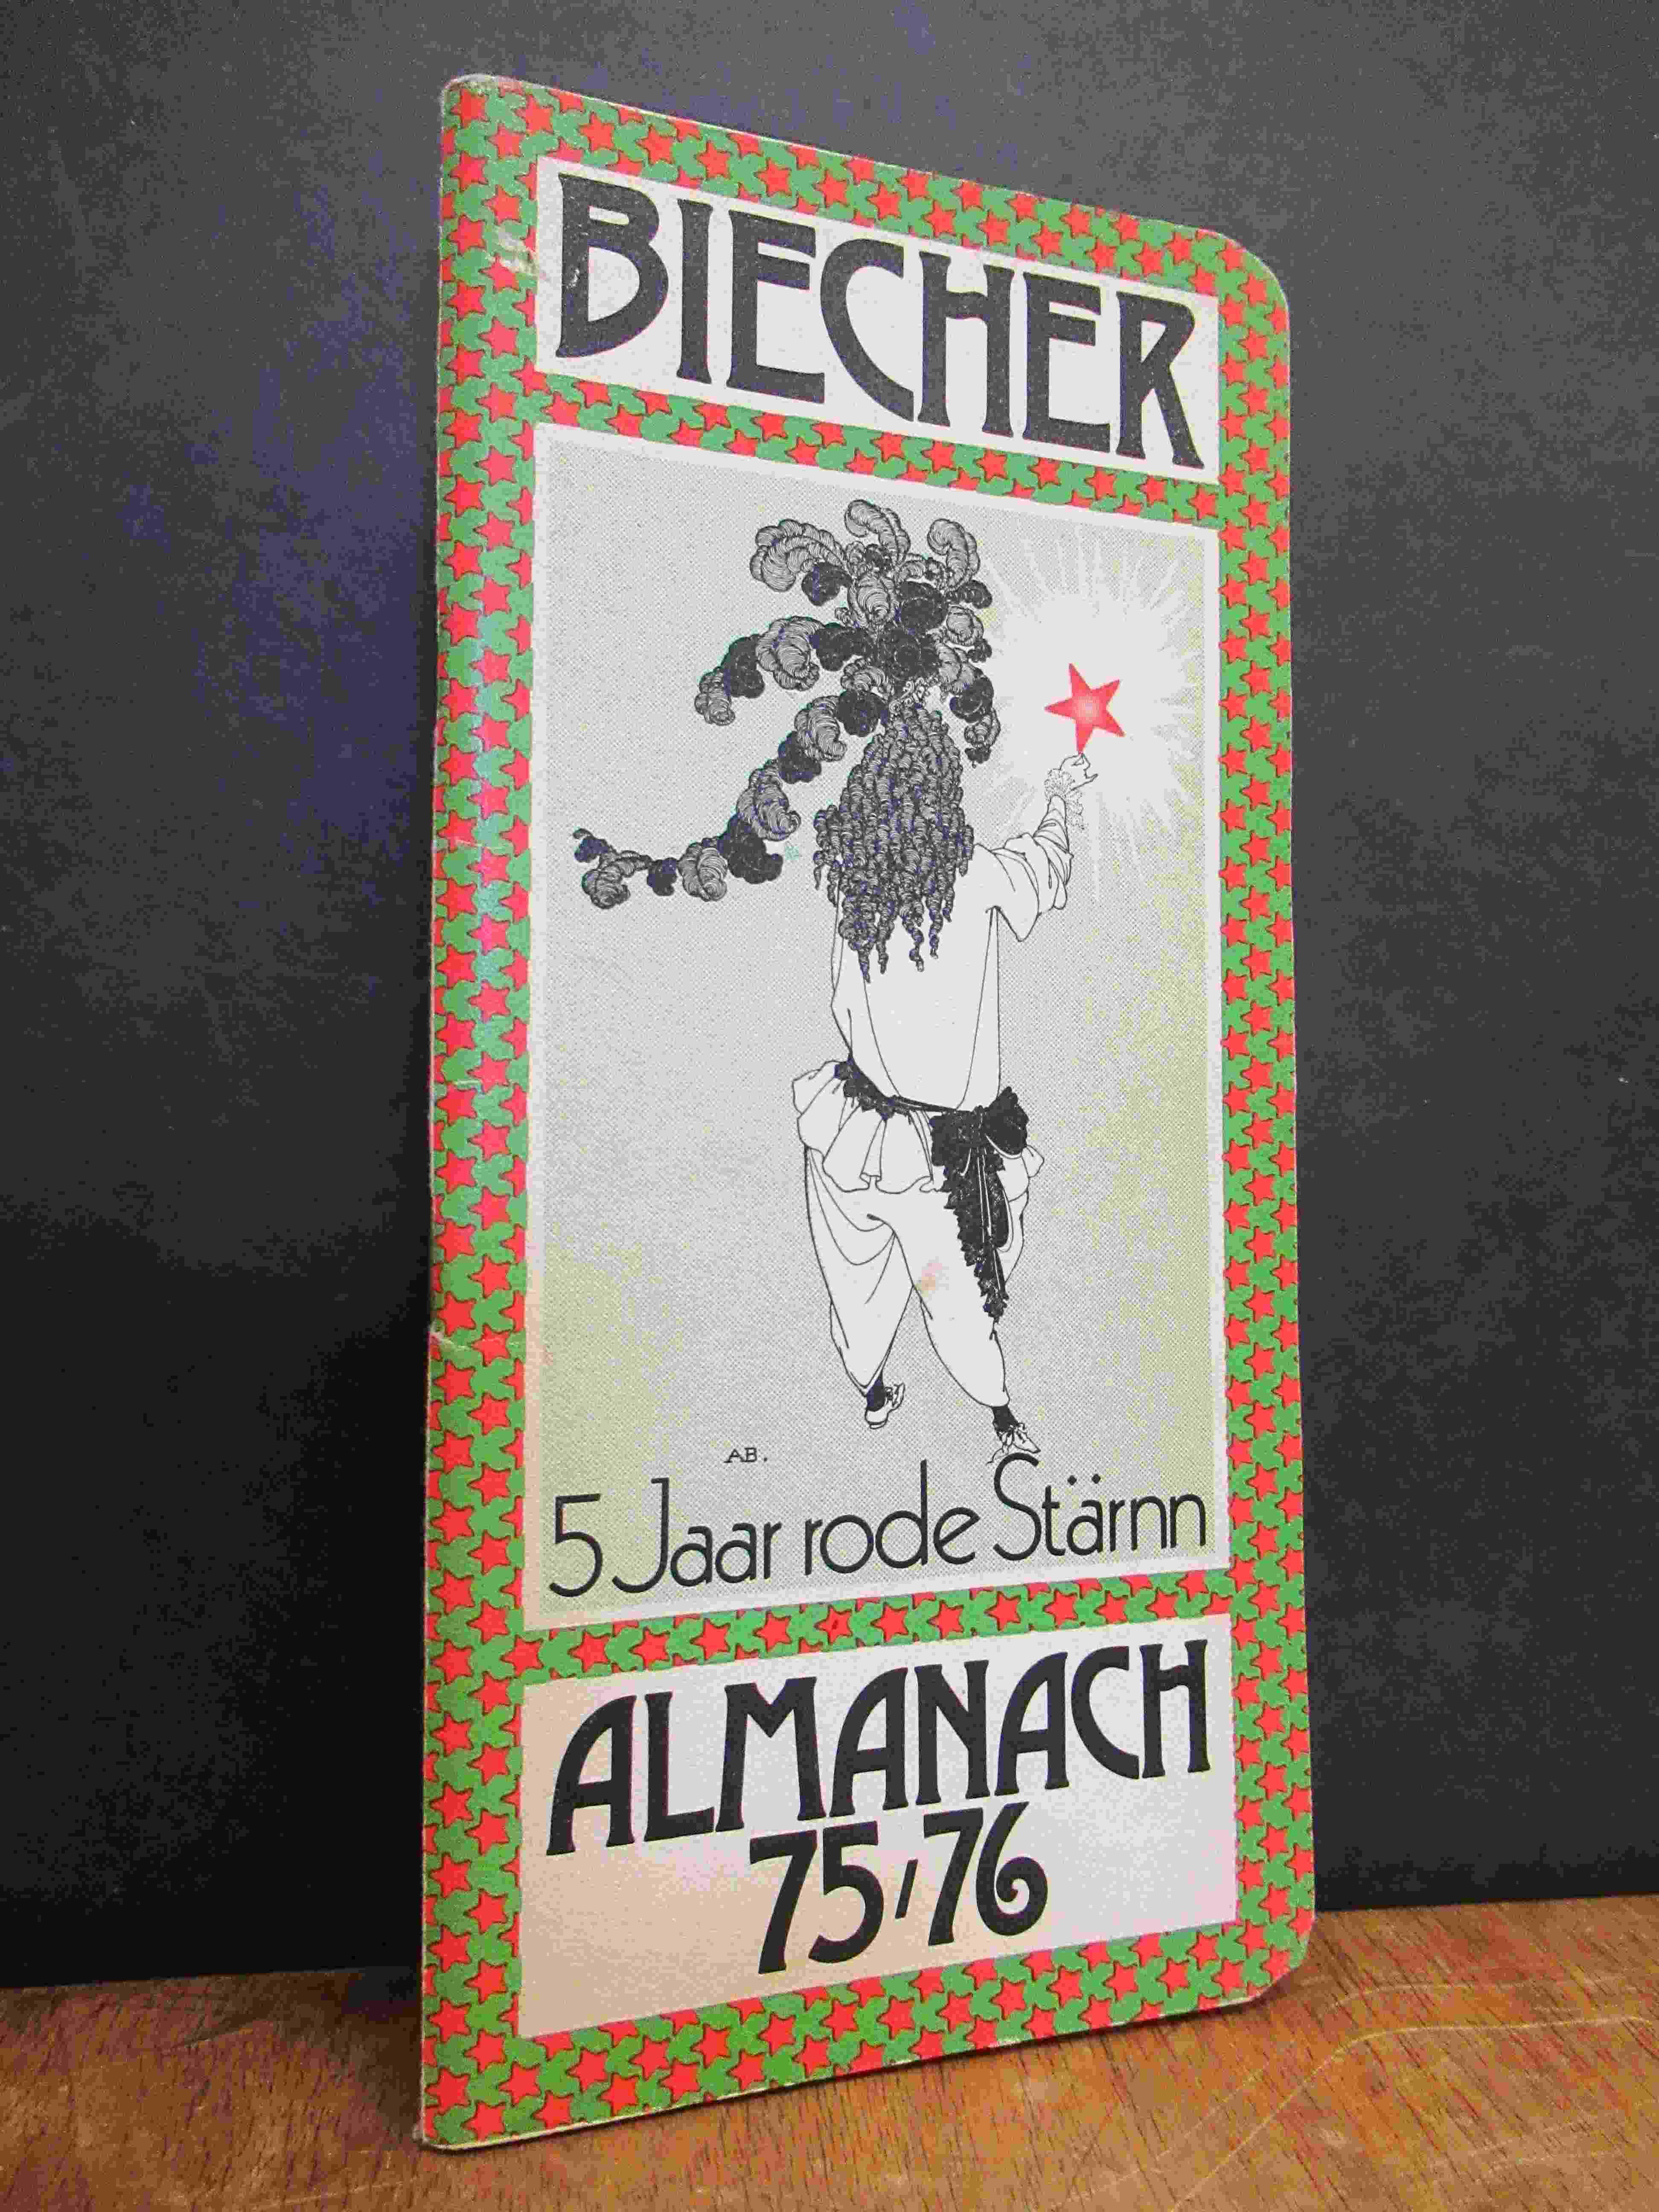 BIECHER
AB.
5 Jaar rode Stärnn
ALMANACH
75/76